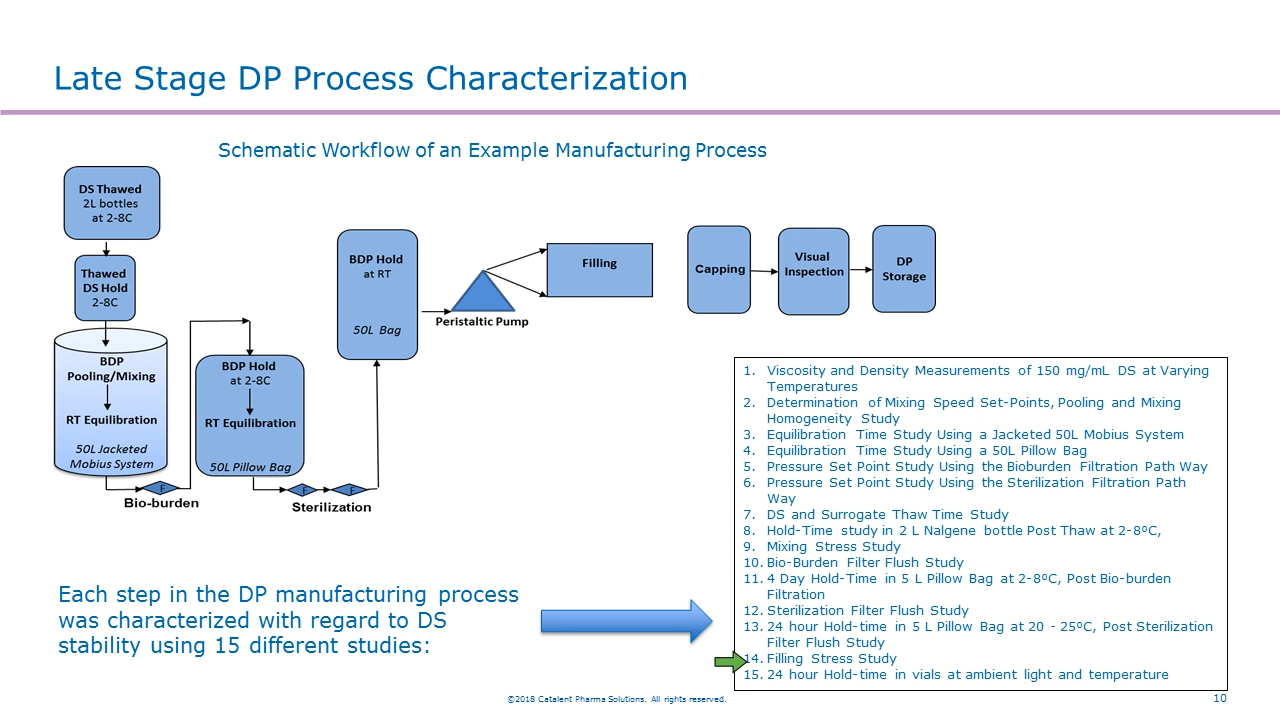 Late Stage DP Process Characterization
Schematic Workflow of an Example Manufacturing Process
DS Thawed
2L bottles
at 2-8C
Thawed
DS Hold
2-8C
BDP
Pooling/Mixing
RT Equilibration
50L Jacketed
Mobius System
F
Bio-burden
BDP Hold
at 2-8C
RT Equilibration
50L Pillow Bag
F
F
Sterilization
BDP Hold
at RT
50L Bag
Peristaltic Pump
Filling
Capping
Visual
Inspection
DP
Storage
1. Viscosity and Density Measurements of 150 mg/mL DS at Varying
Temperatures
2. Determination of Mixing Speed Set-Points, Pooling and Mixing
Homogeneity Study
3. Equilibration Time Study Using a Jacketed 50L Mobius System
4. Equilibration Time Study Using a 50L Pillow Bag
5. Pressure Set Point Study Using the Bioburden Filtration Path Way
6. Pressure Set Point Study Using the Sterilization Filtration Path
Way
7. DS and Surrogate Thaw Time Study
8. Hold-Time study in 2 L Nalgene bottle Post Thaw at 2-8ºC,
9. Mixing Stress Study
10. Bio-Burden Filter Flush Study
11. 4 Day Hold-Time in 5 L Pillow Bag at 2-8ºC, Post Bio-burden
Filtration
12. Sterilization Filter Flush Study
13. 24 hour Hold-time in 5 L Pillow Bag at 20 - 25ºC, Post Sterilization
Filter Flush Study
14. Filling Stress Study
15. 24 hour Hold-time in vials at ambient light and temperature
Each step in the DP manufacturing process
was characterized with regard to DS
stability using 15 different studies:
©2018 Catalent Pharma Solutions. All rights reserved.
10